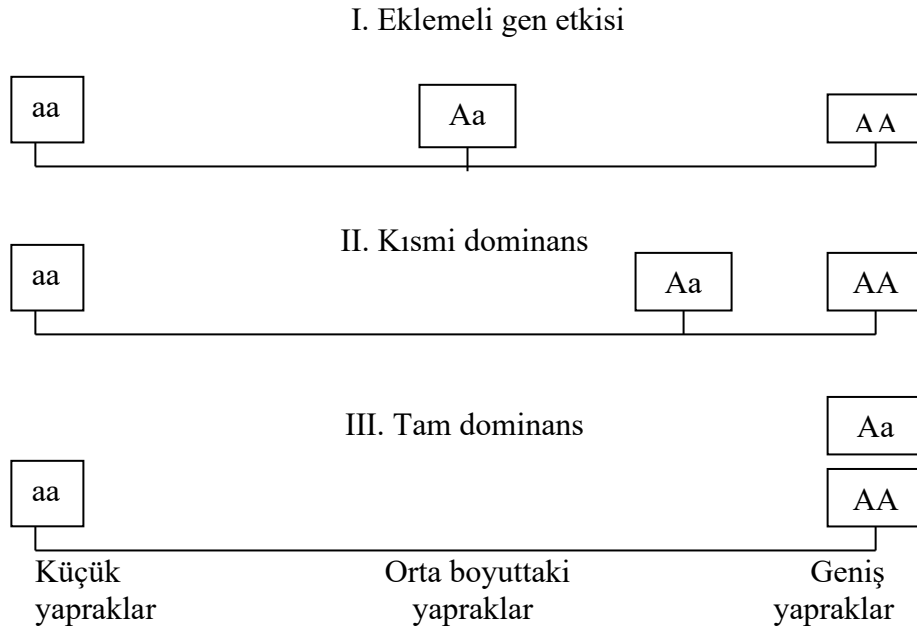 I. Eklemeli gen etkisi
aa
Aa
AA
II. Kısmi dominans
aa
Aa
AA
III. Tam dominans
Aa
aa
AA
Küçük yapraklar
Orta boyuttaki yapraklar
Geniş yapraklar